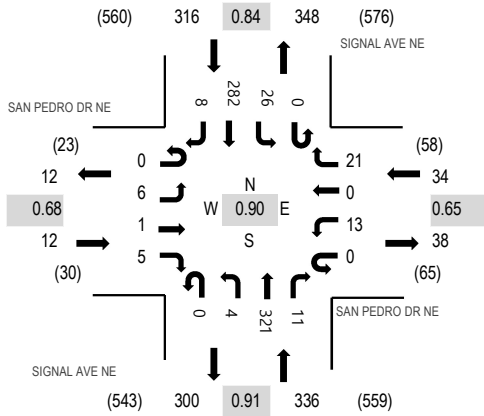 (560) 316 0.84 348 (576)
SIGNAL AVE NE
8 282 26 0
SAN PEDRO DR NE
(23) 0 21 (58)
12 34
6 N 0
0.68 W 0.90 E 0.65
1 S 13
12 38
5 0
(30) (65)
0 4 321 11
SAN PEDRO DR NE
SIGNAL AVE NE
(543) 300 0.91 336 (559)